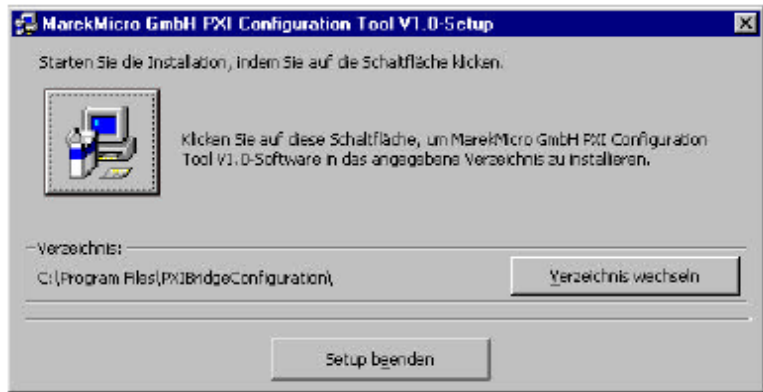 MarekMicro GmbH PXI Configuration Tool V1.0-Setup
Starten Sie die Installation, indem Sie auf die Schaltfläche klicken.
Klicken Sie auf diese Schaltfläche, um MarekMicro GmbH PXI Configuration
Tool V1.0-Software in das angegebene Verzeichnis zu installieren.
Verzeichnis:
C:\Program Files\PXIBridgeConfiguration\
Verzeichnis wechseln
Setup beenden